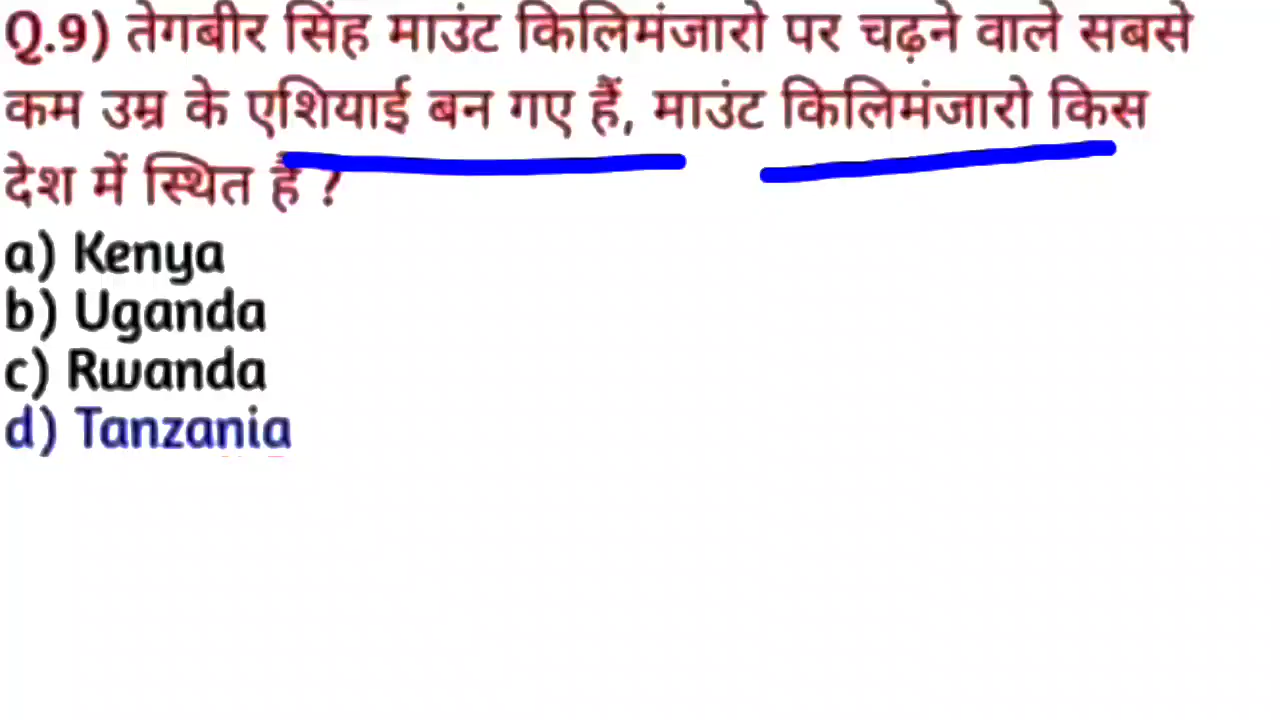 Q.9) तेगबीर सिंह माउंट किलिमंजारो पर चढ़ने वाले सबसे
कम उम्र के एशियाई बन गए हैं, माउंट किलिमंजारो किस
देश में स्थित है ?
a) Kenya
b) Uganda
c) Rwanda
d) Tanzania